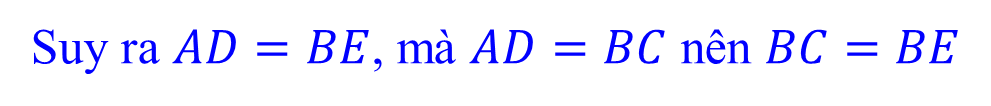 Suy ra AD = BE, mà AD = BC nên BC = BE